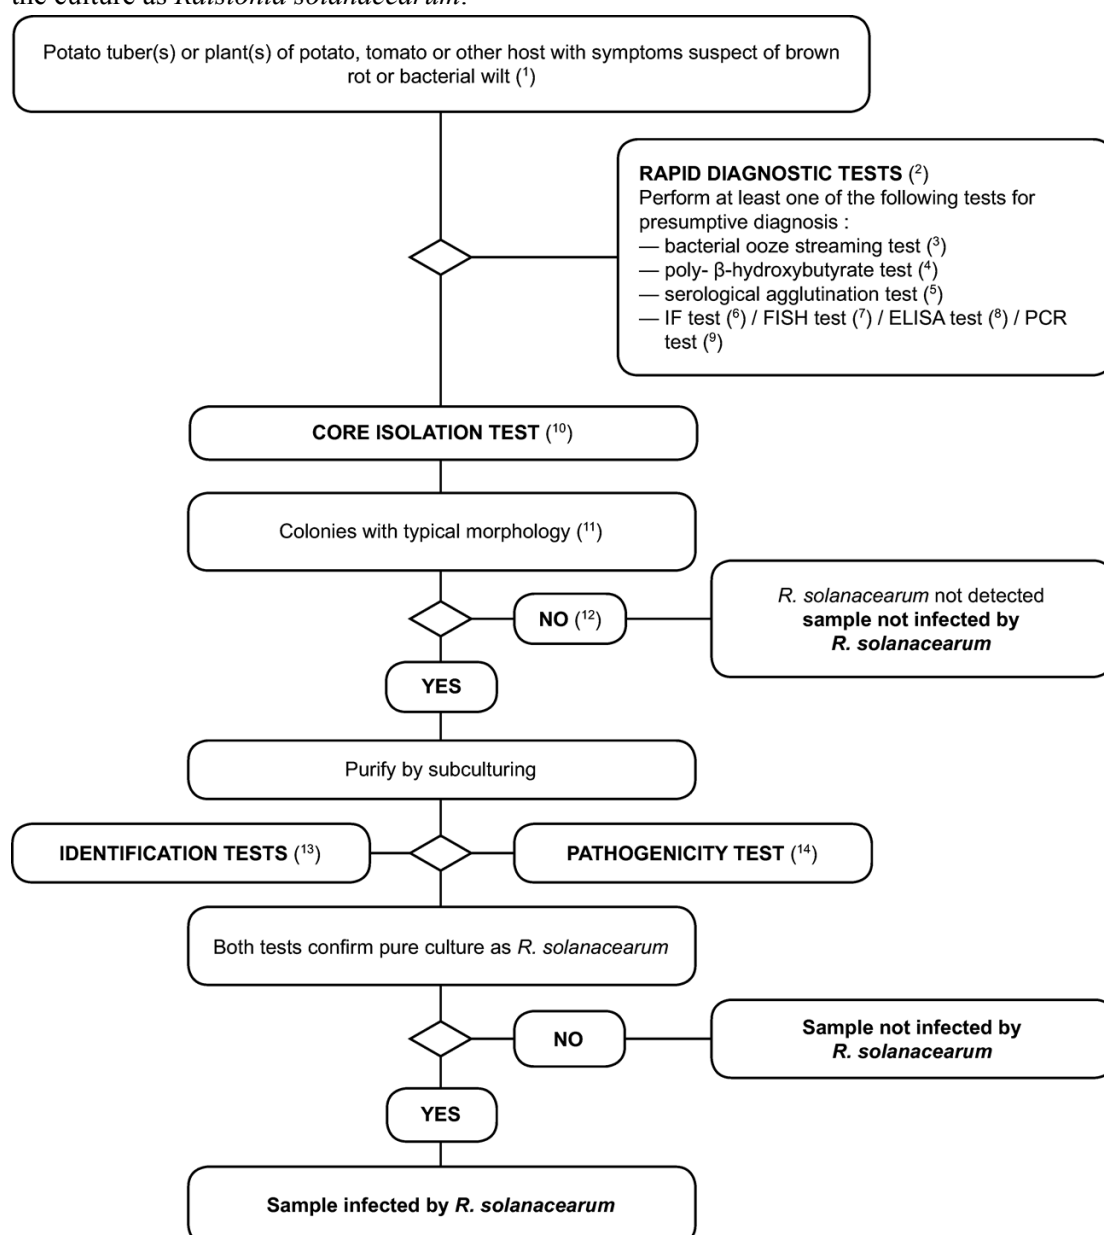 the culture as Ralstonia solanacearum.
Potato tuber(s) or plant(s) of potato, tomato or other host with symptoms suspect of brown
rot or bacterial wilt (¹)
RAPID DIAGNOSTIC TESTS (²)
Perform at least one of the following tests for
presumptive diagnosis :
— bacterial ooze streaming test (³)
— poly- β-hydroxybutyrate test (⁴)
— serological agglutination test (⁵)
— IF test (⁶) / FISH test (⁷) / ELISA test (⁸) / PCR
test (⁹)
CORE ISOLATION TEST (¹⁰)
Colonies with typical morphology (¹¹)
NO (¹²)
R. solanacearum not detected
sample not infected by
R. solanacearum
YES
Purify by subculturing
IDENTIFICATION TESTS (¹³)
PATHOGENICITY TEST (¹⁴)
Both tests confirm pure culture as R. solanacearum
NO
Sample not infected by
R. solanacearum
YES
Sample infected by R. solanacearum